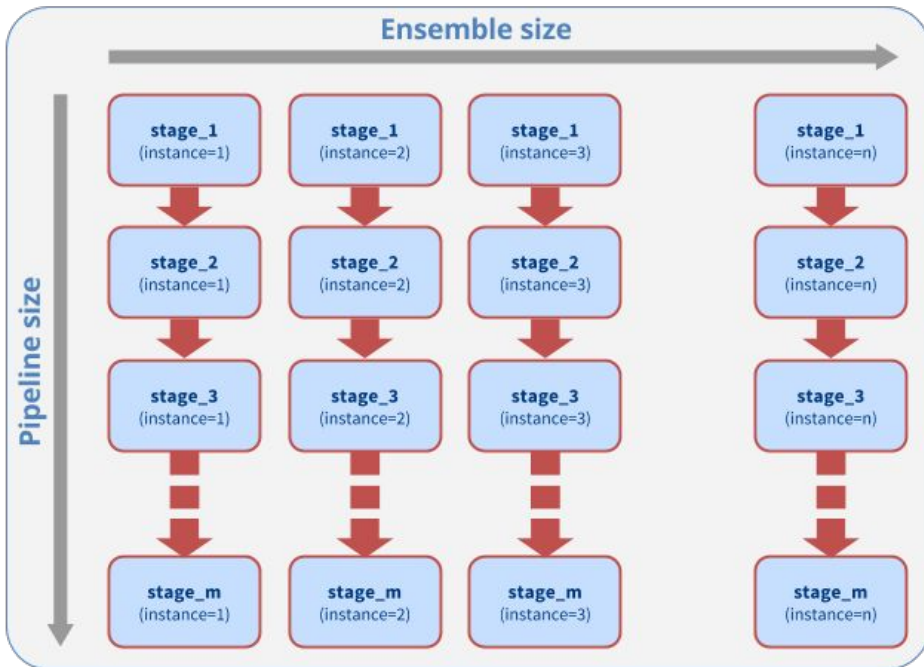 Ensemble size
Pipeline size
stage_1
(instance=1)
stage_1
(instance=2)
stage_1
(instance=3)
stage_1
(instance=n)
stage_2
(instance=1)
stage_2
(instance=2)
stage_2
(instance=3)
stage_2
(instance=n)
stage_3
(instance=1)
stage_3
(instance=2)
stage_3
(instance=3)
stage_3
(instance=n)
stage_m
(instance=1)
stage_m
(instance=2)
stage_m
(instance=3)
stage_m
(instance=n)